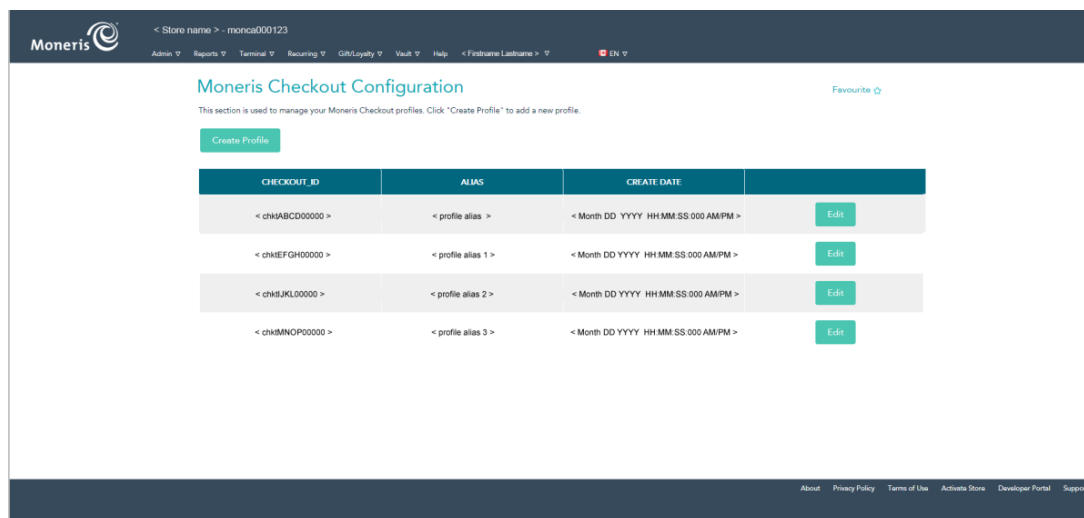 Moneris
< Store name > - monca000123
Admin ▽ Reports ▽ Terminal ▽ Recurring ▽ Gift/Loyalty ▽ Vault ▽ Help < Firstname Lastname > ▽ EN ▽
Moneris Checkout Configuration
Favourite ☆
This section is used to manage your Moneris Checkout profiles. Click "Create Profile" to add a new profile.
Create Profile
CHECKOUT_ID ALIAS CREATE DATE
< chktABCD00000 > < profile alias > < Month DD YYYY HH:MM:SS:000 AM/PM > Edit
< chktEFGH00000 > < profile alias 1 > < Month DD YYYY HH:MM:SS:000 AM/PM > Edit
< chktIJKL00000 > < profile alias 2 > < Month DD YYYY HH:MM:SS:000 AM/PM > Edit
< chktMNOP00000 > < profile alias 3 > < Month DD YYYY HH:MM:SS:000 AM/PM > Edit
About Privacy Policy Terms of Use Activate Store Developer Portal Suppo